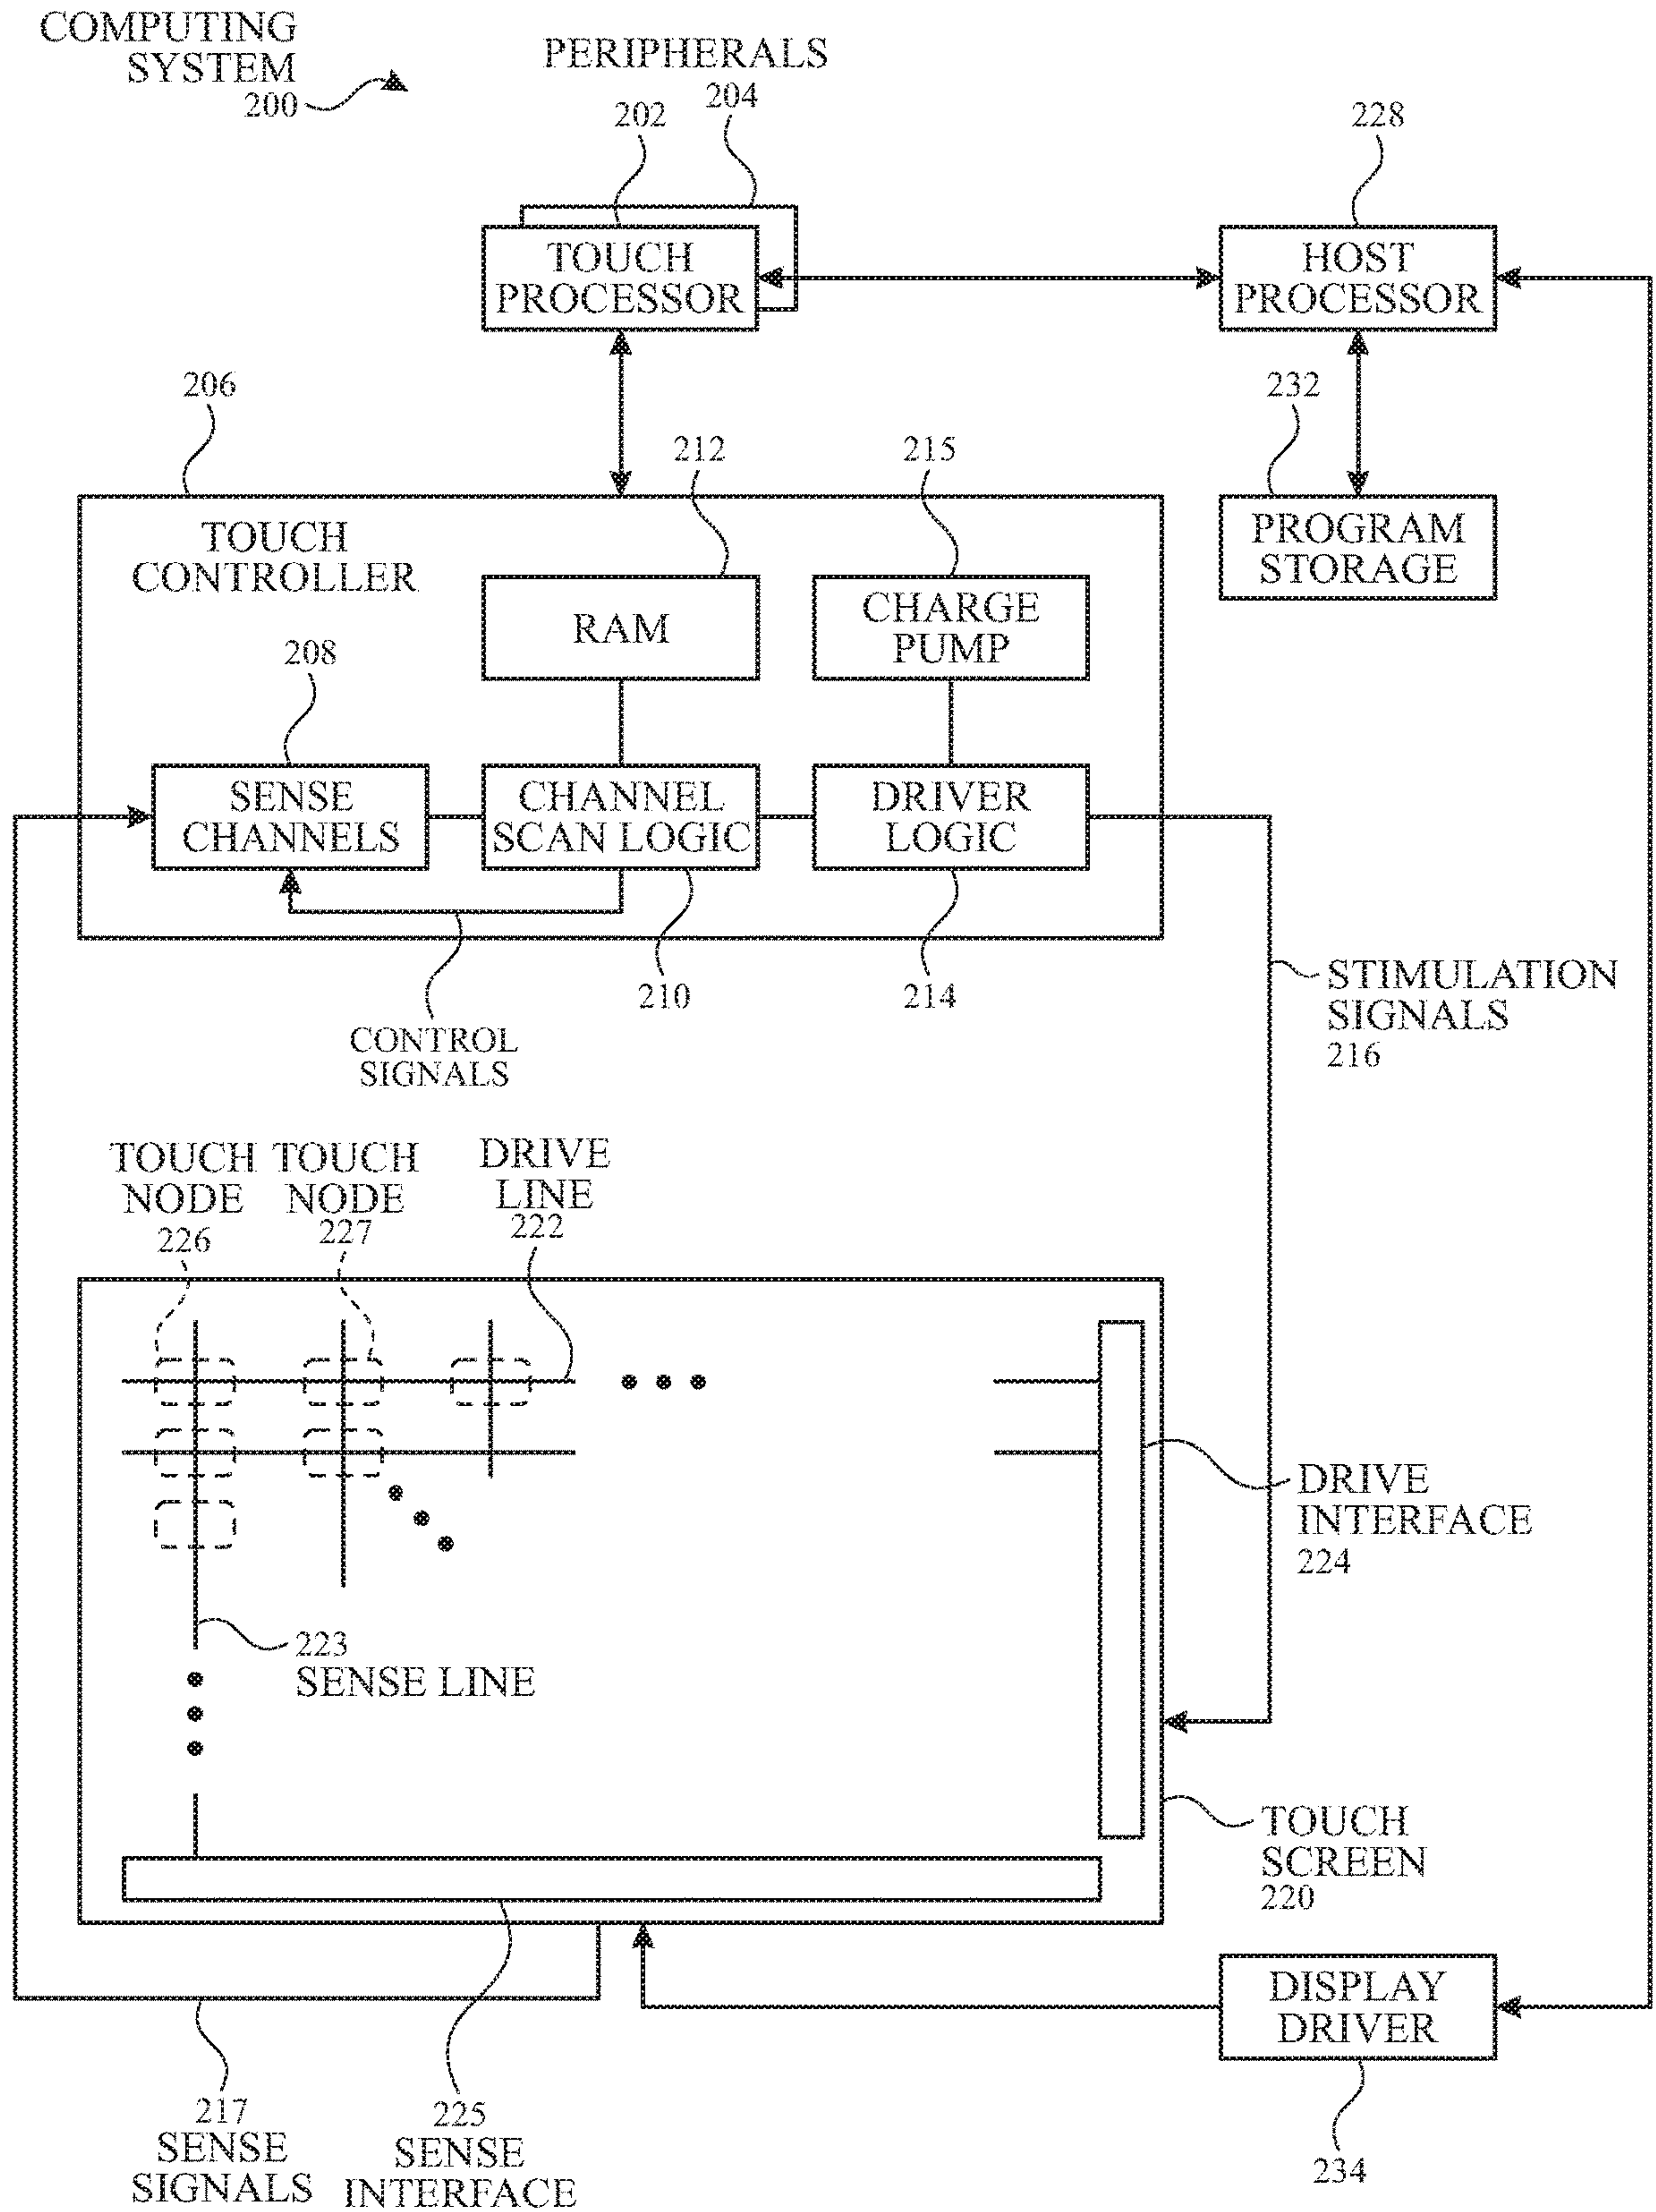 COMPUTING
SYSTEM
200
PERIPHERALS
204
202
228
TOUCH
PROCESSOR
HOST
PROCESSOR
206
232
212
215
TOUCH
CONTROLLER
PROGRAM
STORAGE
RAM
CHARGE
PUMP
208
SENSE
CHANNELS
CHANNEL
SCAN LOGIC
DRIVER
LOGIC
210
214
CONTROL
SIGNALS
STIMULATION
SIGNALS
216
TOUCH
NODE
226
TOUCH
NODE
227
DRIVE
LINE
222
DRIVE
INTERFACE
224
223
SENSE LINE
TOUCH
SCREEN
220
DISPLAY
DRIVER
217
SENSE
SIGNALS
225
SENSE
INTERFACE
234